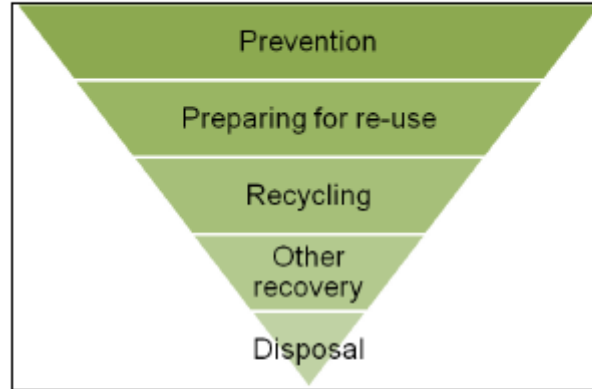 Prevention
Preparing for re-use
Recycling
Other
recovery
Disposal